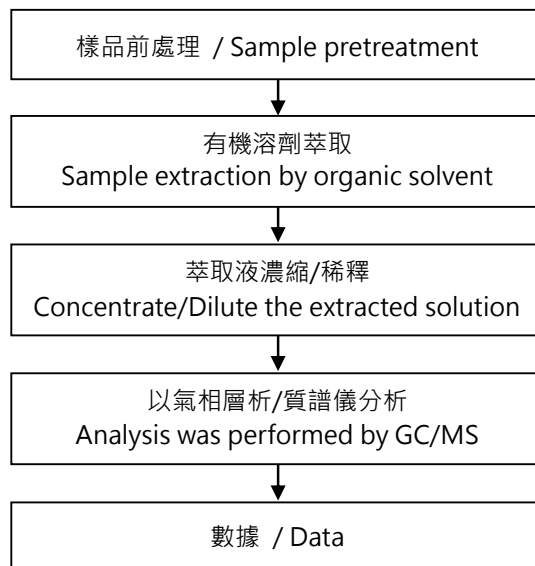 樣品前處理 / Sample pretreatment
有機溶劑萃取
Sample extraction by organic solvent
萃取液濃縮/稀釋
Concentrate/Dilute the extracted solution
以氣相層析/質譜儀分析
Analysis was performed by GC/MS
數據 / Data